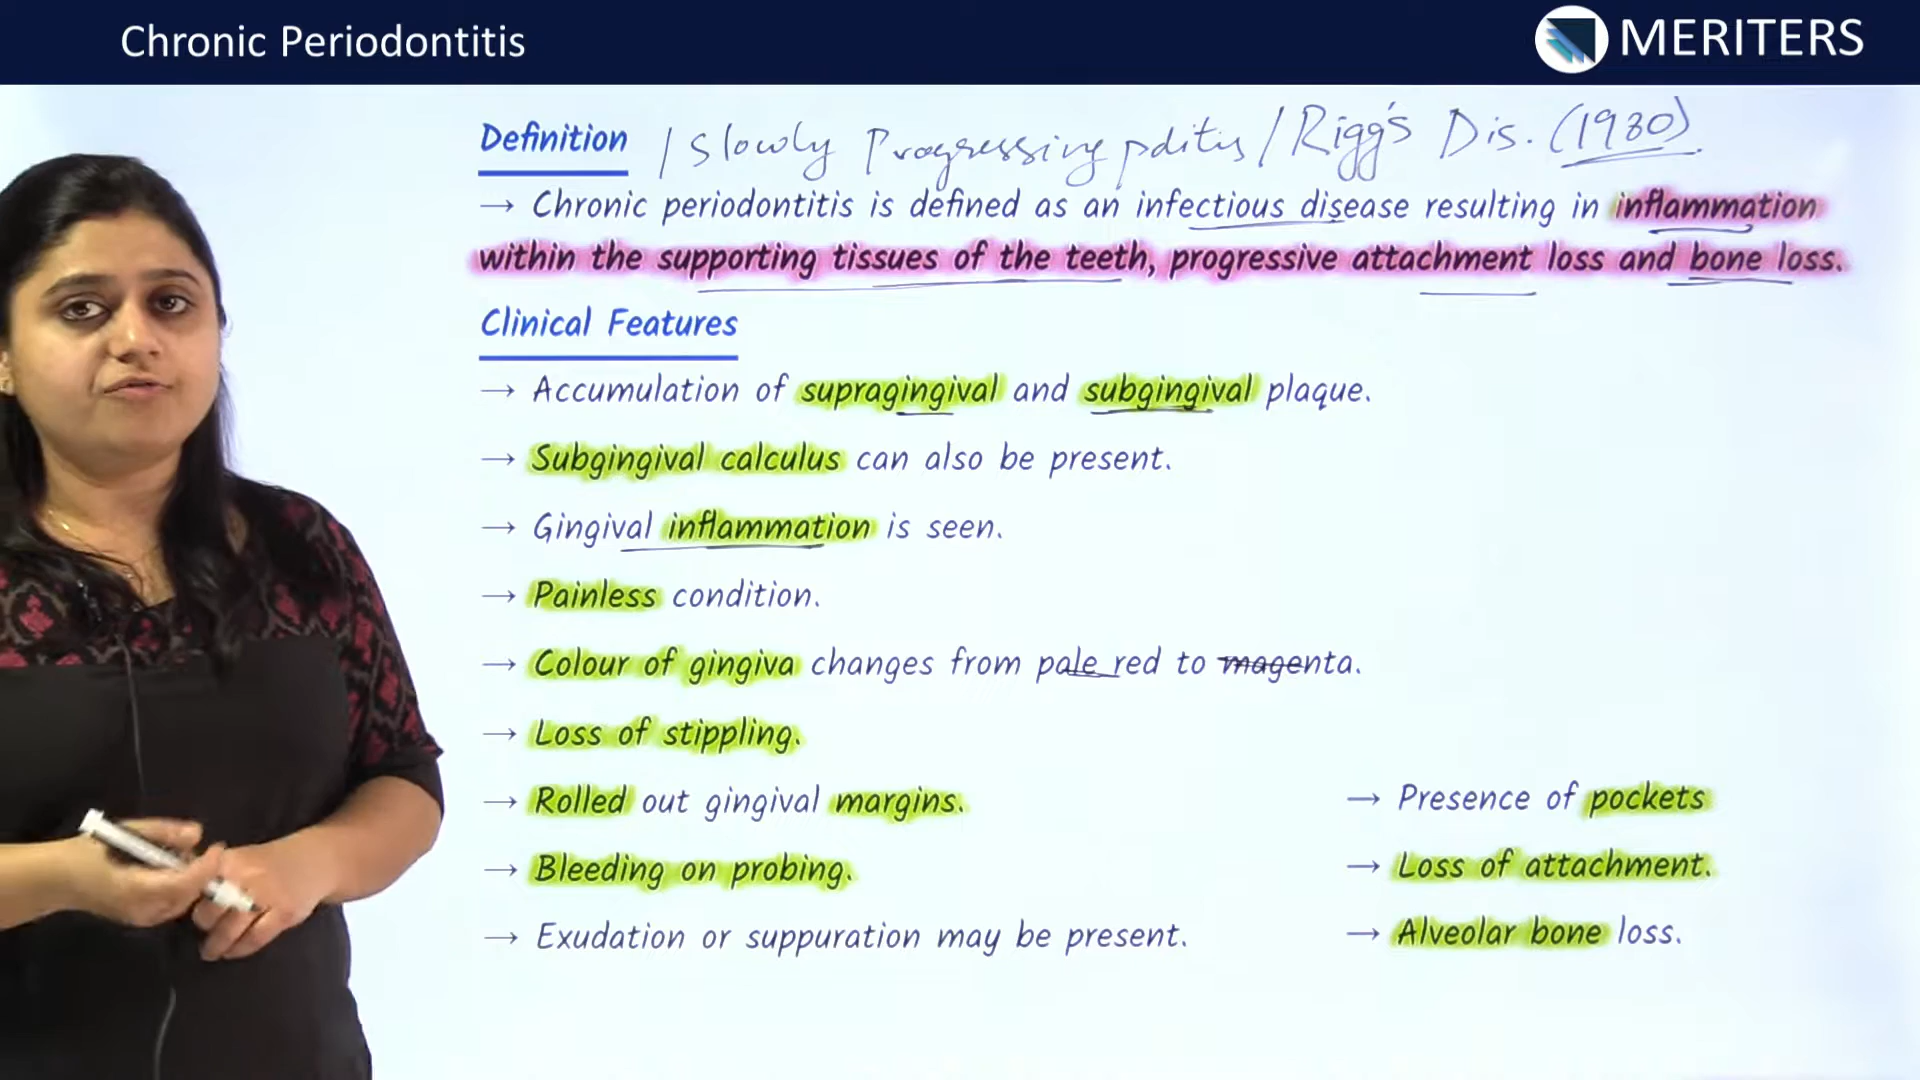 Chronic Periodontitis
MERITERS
Definition / Slowly Progressing pditis / Rigg's Dis. (1980)
→ Chronic periodontitis is defined as an infectious disease resulting in inflammation
within the supporting tissues of the teeth, progressive attachment loss and bone loss.
Clinical Features
→ Accumulation of supragingival and subgingival plaque.
→ Subgingival calculus can also be present.
→ Gingival inflammation is seen.
→ Painless condition.
→ Colour of gingiva changes from pale red to magenta.
→ Loss of stippling.
→ Rolled out gingival margins.
→ Bleeding on probing.
→ Exudation or suppuration may be present.
→ Presence of pockets
→ Loss of attachment.
→ Alveolar bone loss.